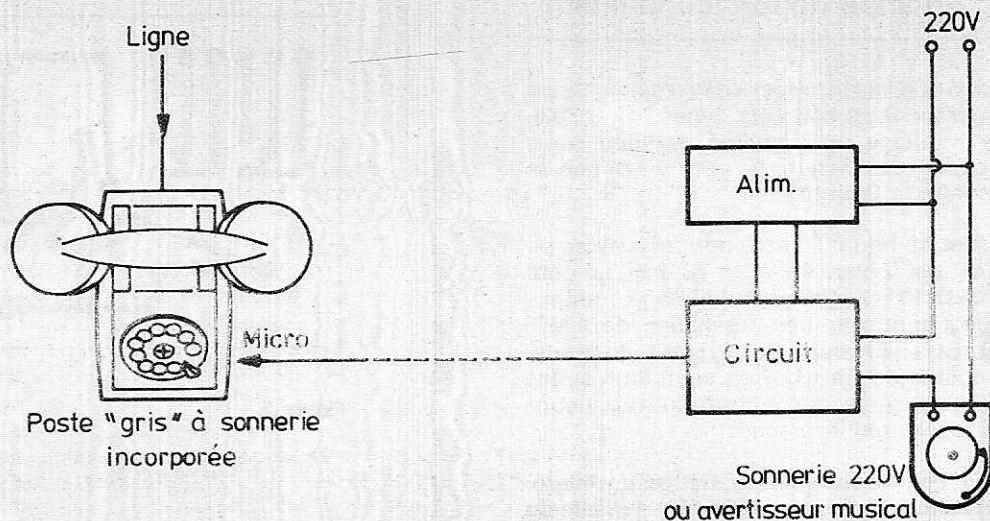 Ligne
220V
Alim.
Micro
Circuit
Poste "gris" à sonnerie
incorporée
Sonnerie 220V
ou avertisseur musical